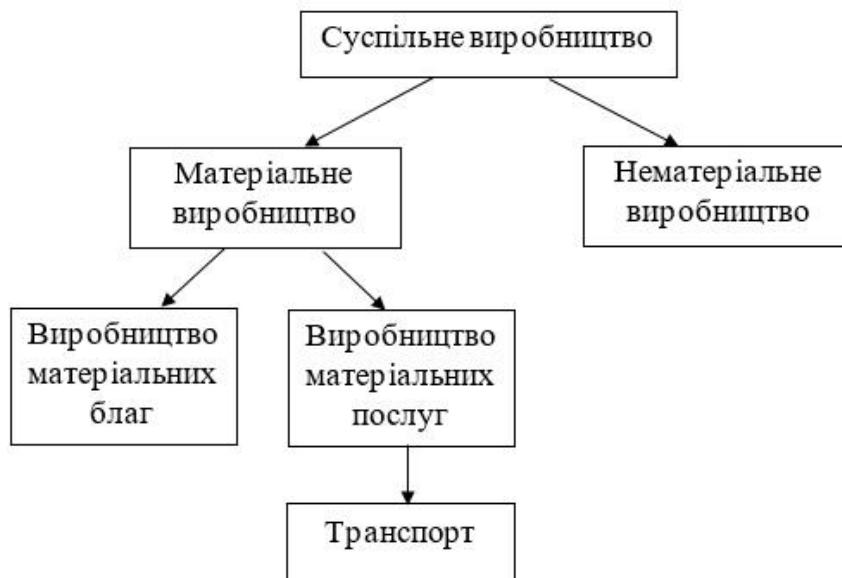 Суспільне виробництво
Матеріальне
виробництво
Нематеріальне
виробництво
Виробництво
матеріальних
благ
Виробництво
матеріальних
послуг
Транспорт